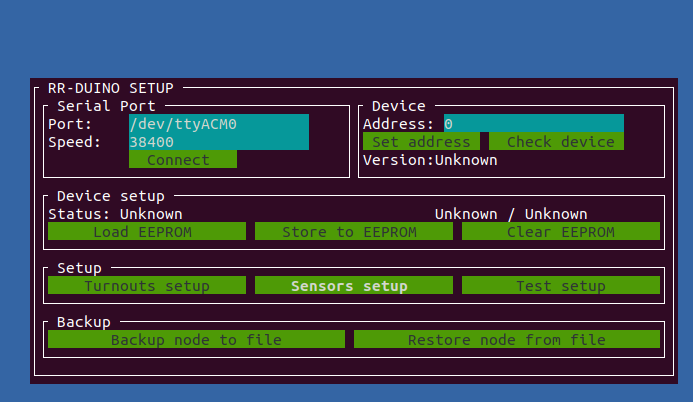 RR-DUINO SETUP
Serial Port
Port: /dev/ttyACM0
Speed: 38400
Connect
Device
Address: 0
Set address Check device
Version:Unknown
Device setup
Status: Unknown Unknown / Unknown
Load EEPROM Store to EEPROM Clear EEPROM
Setup
Turnouts setup Sensors setup Test setup
Backup
Backup node to file Restore node from file